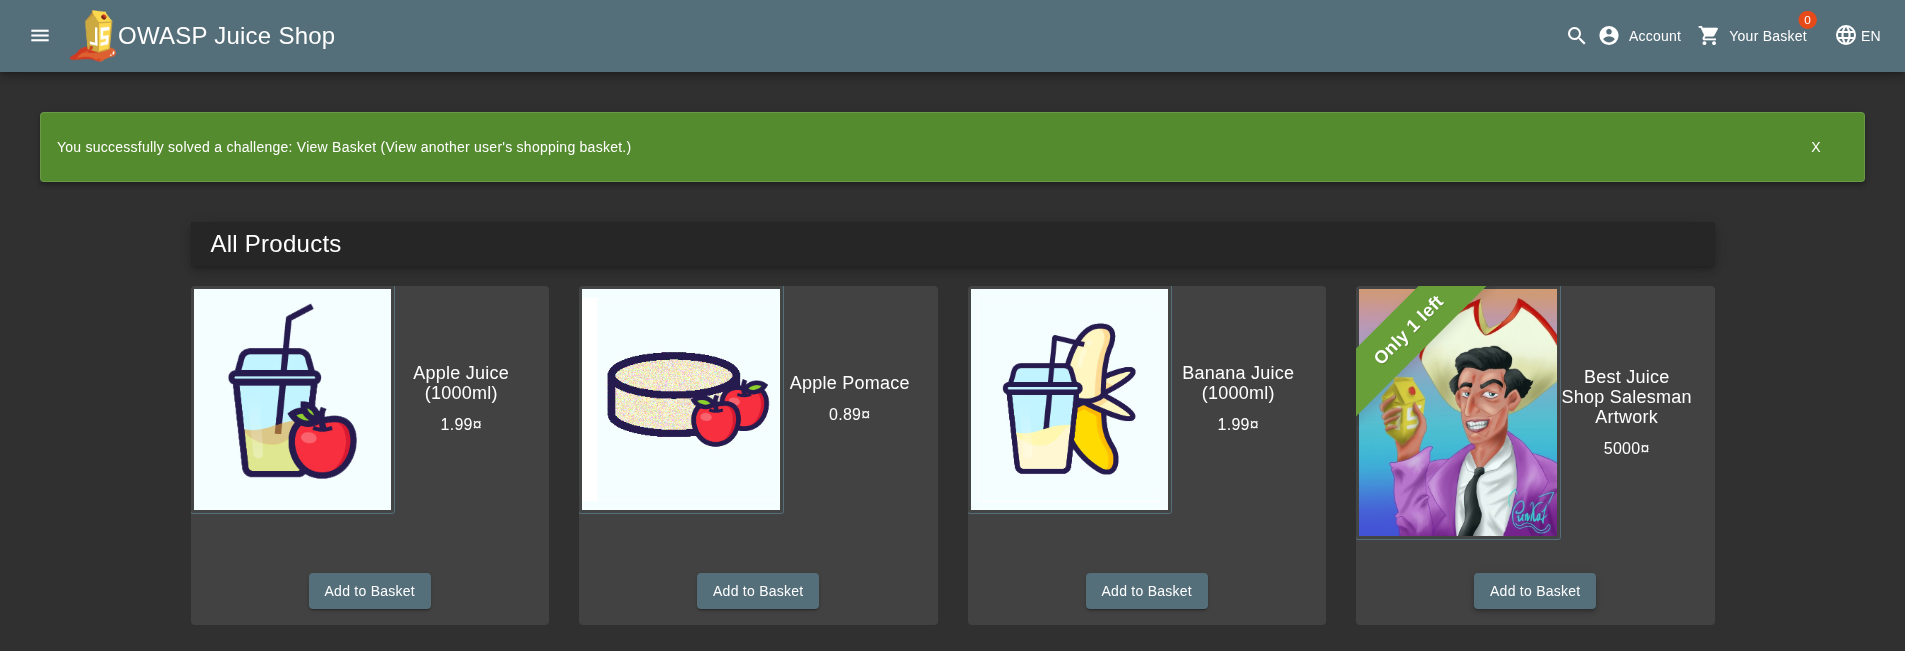 OWASP Juice Shop
Account
Your Basket
0
EN
You successfully solved a challenge: View Basket (View another user's shopping basket.)
X
All Products
Apple Juice
(1000ml)
1.99¤
Add to Basket
Apple Pomace
0.89¤
Add to Basket
Banana Juice
(1000ml)
1.99¤
Add to Basket
Only 1 left
Best Juice
Shop Salesman
Artwork
5000¤
Add to Basket